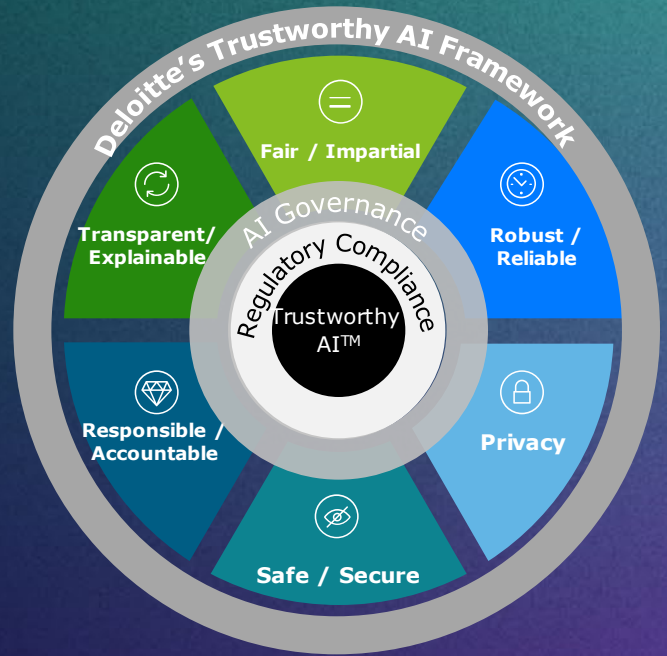 Deloitte's Trustworthy AI Framework
Fair / Impartial
Transparent/
Explainable
Robust /
Reliable
AI Governance
Regulatory Compliance
Trustworthy
AI™
Responsible /
Accountable
Privacy
Safe / Secure